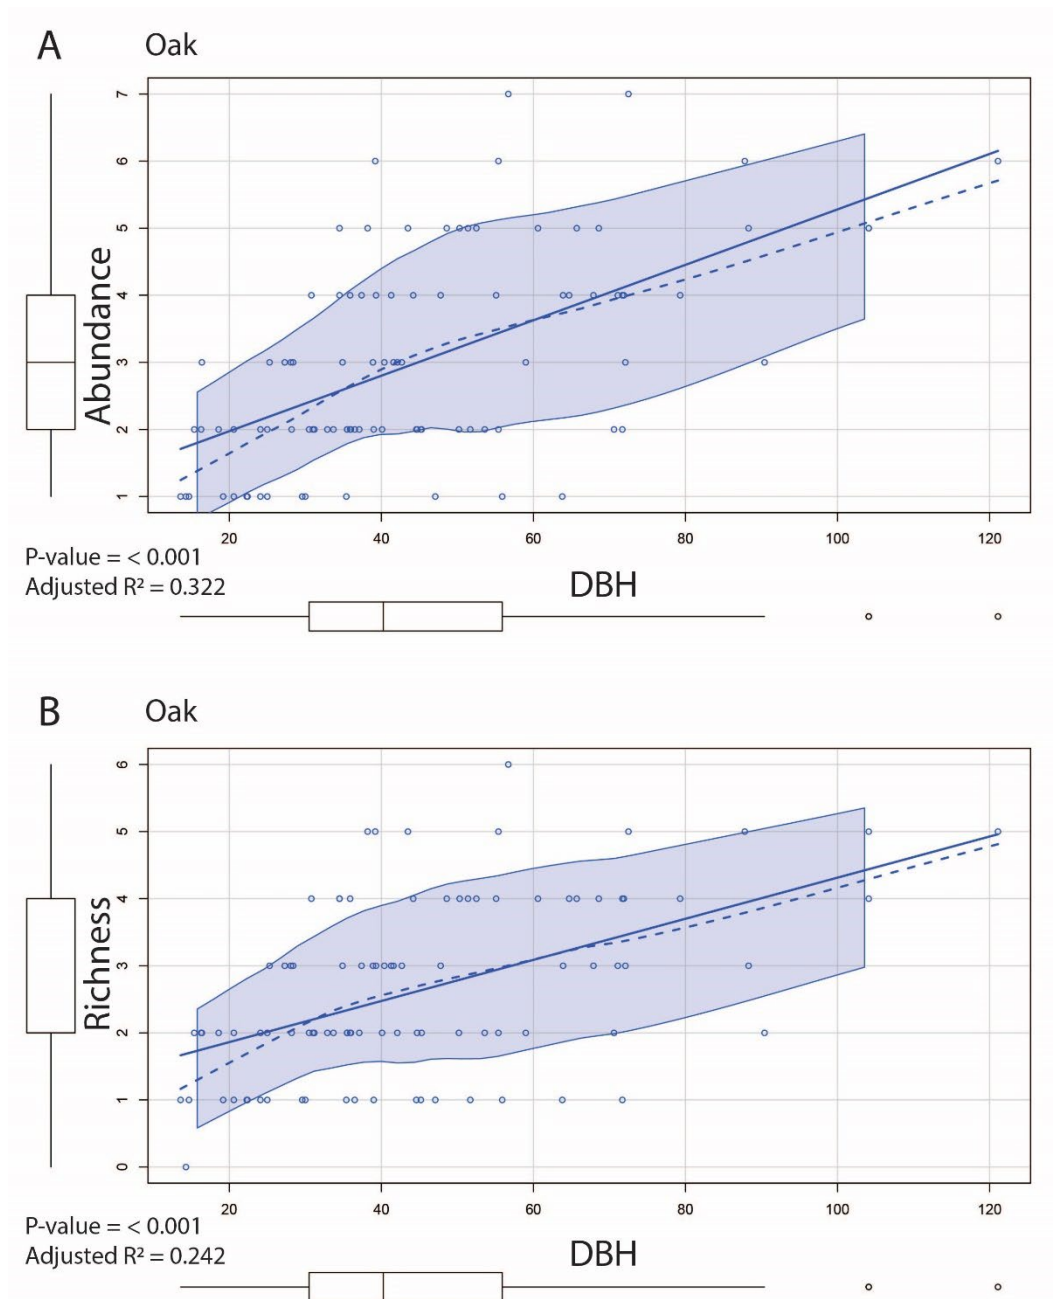 A
Oak
7
6
5
4
3
2
1
Abundance
20 40 60 80 100 120
P-value = < 0.001
Adjusted R² = 0.322
DBH
B
Oak
6
5
4
3
2
1
0
Richness
20 40 60 80 100 120
P-value = < 0.001
Adjusted R² = 0.242
DBH